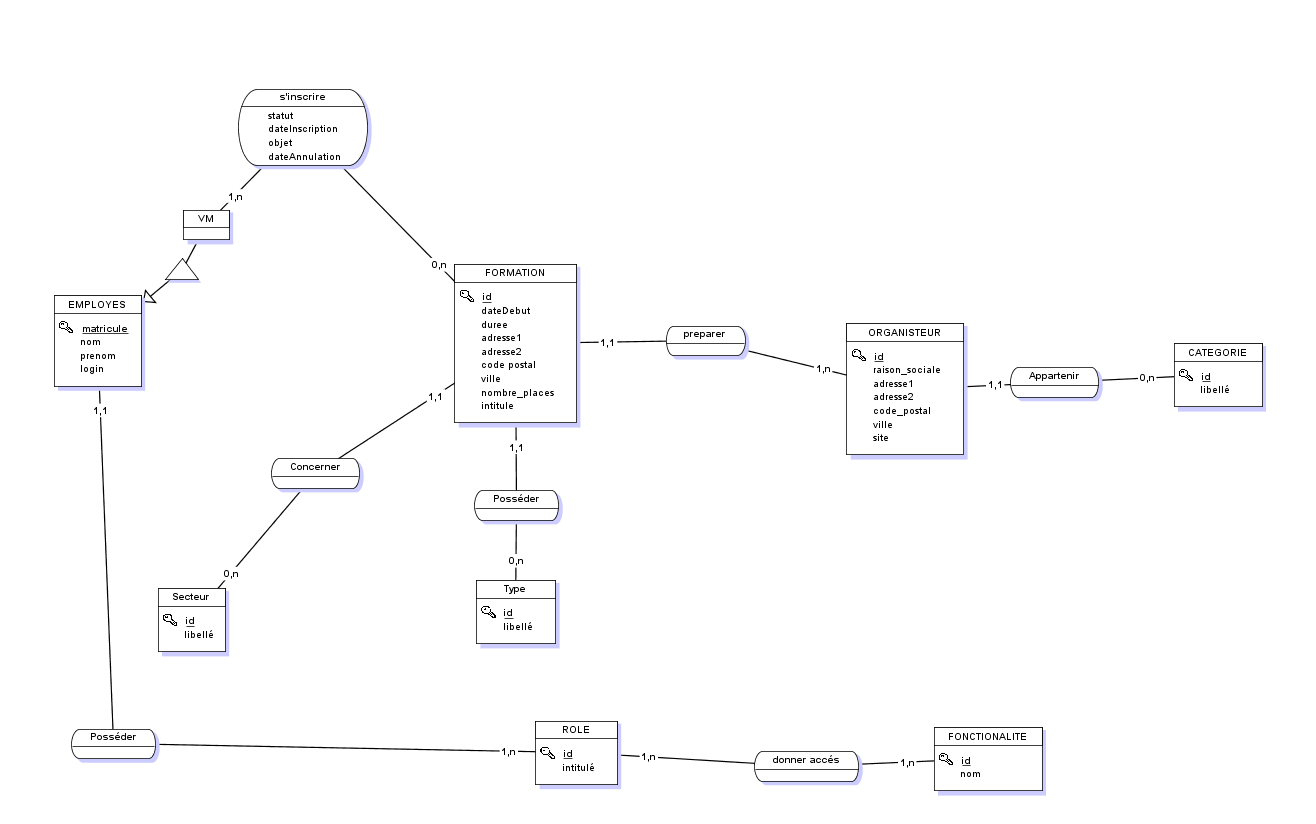 s'inscrire
statut
dateInscription
objet
dateAnnulation
1,n
VM
0,n
EMPLOYES
matricule
nom
prenom
login
1,1
FORMATION
id
dateDebut
duree
adresse1
adresse2
code postal
ville
nombre_places
intitule
1,1
preparer
1,n
ORGANISTEUR
id
raison_sociale
adresse1
adresse2
code_postal
ville
site
1,1
Appartenir
0,n
CATEGORIE
id
libellé
1,1
Concerner
0,n
Secteur
id
libellé
1,1
Posséder
0,n
Type
id
libellé
Posséder
1,n
ROLE
id
intitulé
1,n
donner accés
1,n
FONCTIONALITE
id
nom